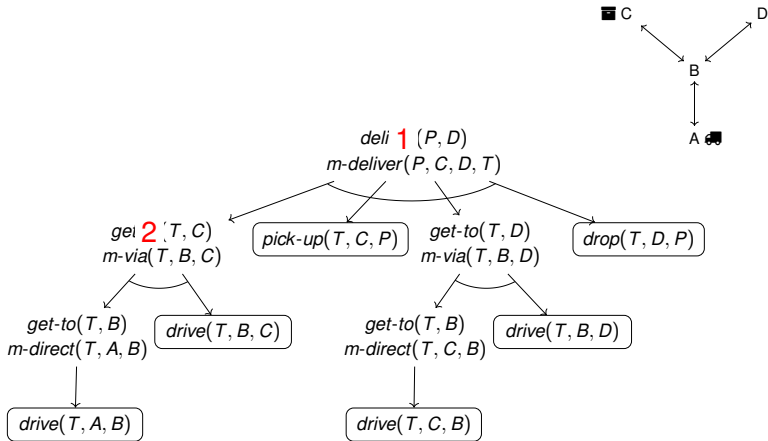 C
D
B
A
deli 1 (P, D)
m-deliver(P, C, D, T)
get 2 (T, C)
m-via(T, B, C)
pick-up(T, C, P)
get-to(T, D)
m-via(T, B, D)
drop(T, D, P)
get-to(T, B)
m-direct(T, A, B)
drive(T, B, C)
get-to(T, B)
m-direct(T, C, B)
drive(T, B, D)
drive(T, A, B)
drive(T, C, B)